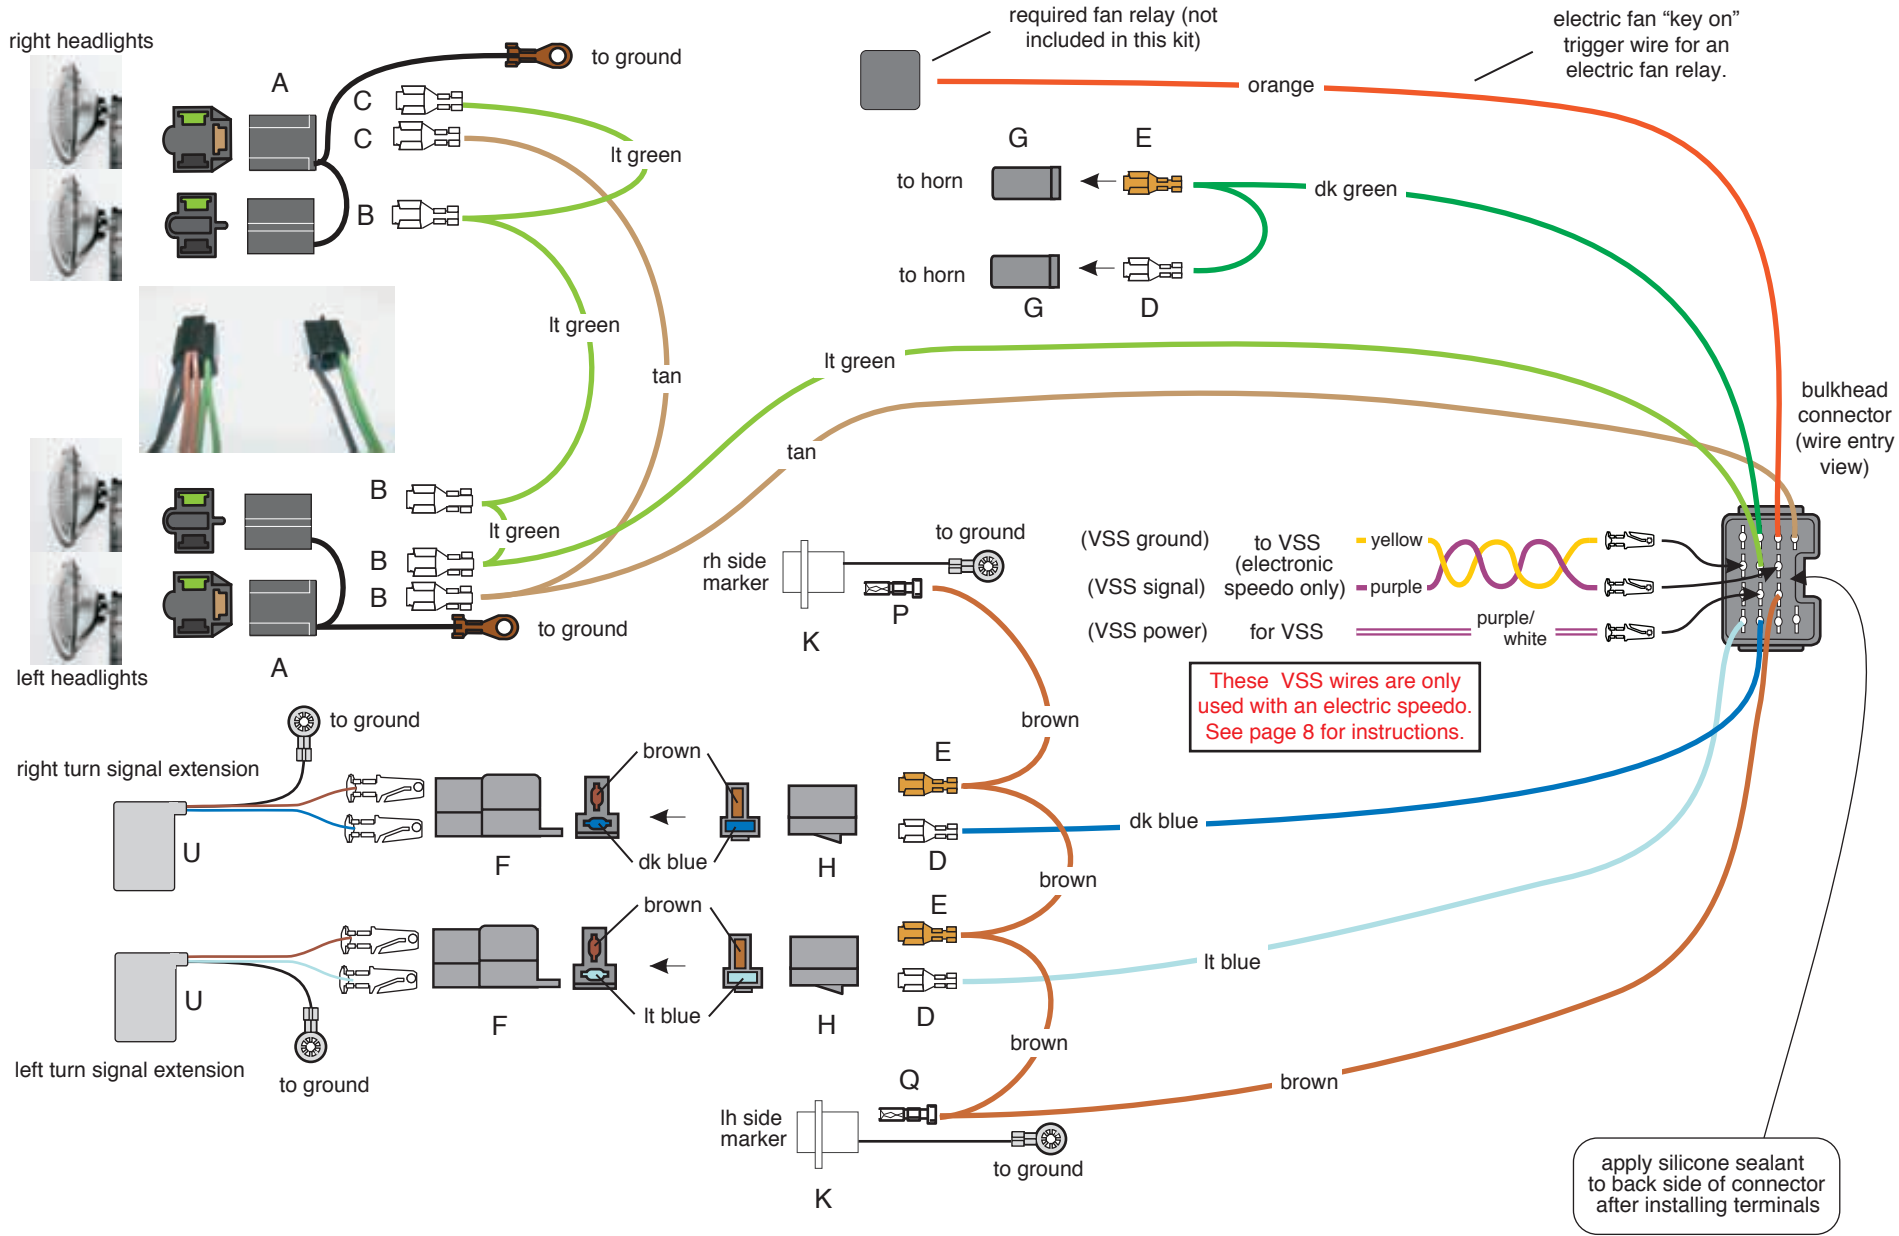 right headlights
A
to ground
C
C
lt green
B
lt green
tan
required fan relay (not
included in this kit)
electric fan “key on”
trigger wire for an
electric fan relay.
orange
G
E
to horn
dk green
to horn
G
D
lt green
tan
bulkhead
connector
(wire entry
view)
B
lt green
B
B
to ground
A
left headlights
to ground
rh side
marker
P
K
(VSS ground)
to VSS
(electronic
speedo only)
yellow
(VSS signal)
purple
(VSS power)
for VSS
purple/
white
These VSS wires are only
used with an electric speedo.
See page 8 for instructions.
brown
to ground
right turn signal extension
U
F
brown
dk blue
H
E
D
dk blue
brown
brown
lt blue
E
D
lt blue
U
F
H
left turn signal extension
to ground
brown
brown
Q
lh side
marker
to ground
K
apply silicone sealant
to back side of connector
after installing terminals